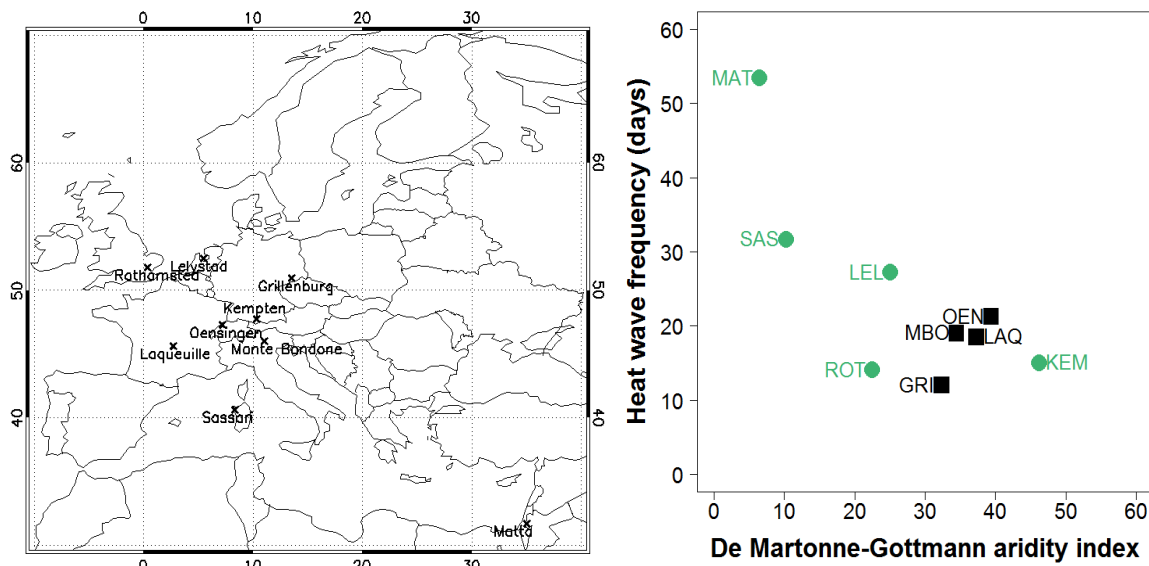 0 10 20 30
60 60
Lelystad
Rothamsted
Grillenburg
50 50
Kempten
Oensingen
Laqueuille Monte Bondone
40 40
Sassari
Matta
0 10 20 30
Heat wave frequency (days)
60
50
40
30
20
10
0
MAT
SAS
LEL
OEN
MBO LAQ
ROT KEM
GRI
0 10 20 30 40 50 60
De Martonne-Gottmann aridity index